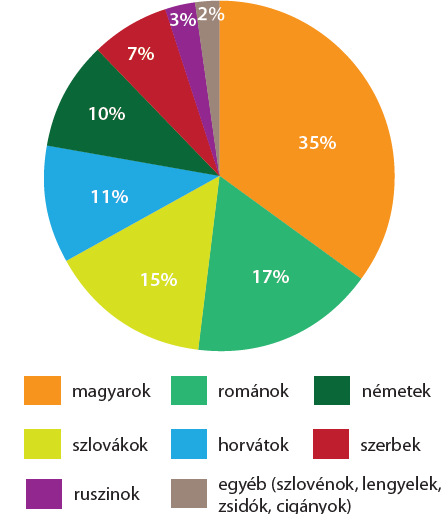 2%
3%
7%
10%
35%
11%
15%
17%
magyarok
románok
németek
szlovákok
horvátok
szerbek
ruszinok
egyéb (szlovénok, lengyelek,
zsidók, cigányok)